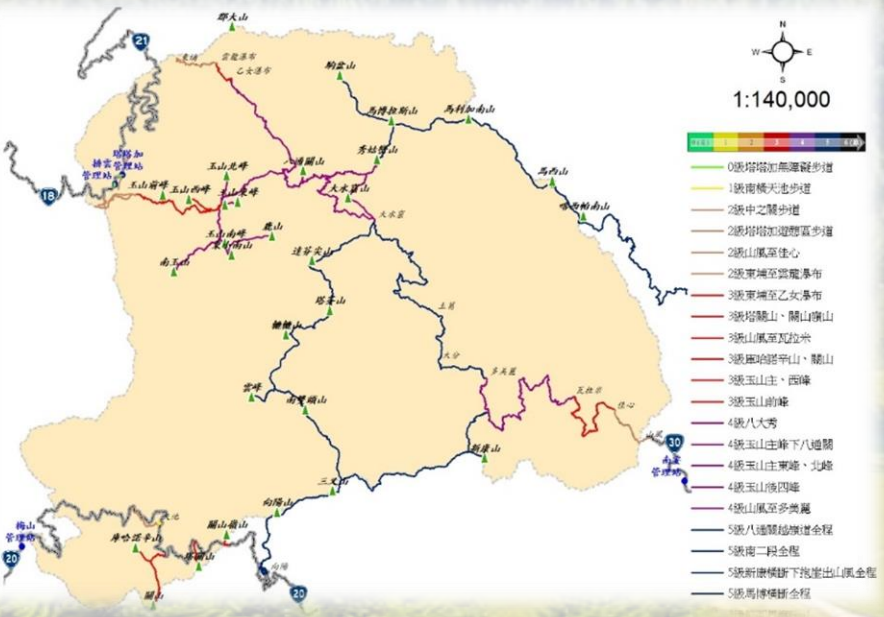 N
W
E
S
1:140,000
0級塔塔加無障礙步道
1級南橫天池步道
2級中之關步道
2級塔塔加遊憩區步道
2級山風至佳心
2級東埔至雲龍瀑布
3級東埔至乙女瀑布
3級塔關山、關山嶺山
3級山風至瓦拉米
3級庫哈諾辛山、關山
3級玉山主、西峰
3級玉山前峰
4級八大秀
4級玉山主峰下八通關
4級玉山主東峰、北峰
4級玉山後四峰
4級山風至多美麗
5級八通關越嶺道全程
5級南二段全程
5級新康橫斷下抱崖出山風全程
5級馬博橫斷全程
郡大山
21
東埔
雲龍瀑布
乙女瀑布
駒盆山
馬博拉斯山
馬利加南山
塔塔加
管理站
排雲
管理站
秀姑巒山
八通關山
玉山北峰
馬西山
18
玉山前峰
玉山西峰
玉山東峰
大水窟山
大水窟
喀西帕南山
玉山南峰
東小南山
鹿山
南玉山
達芬尖山
塔芬山
土葛
轆轆山
大分
多美麗
雲峰
南雙頭山
瓦拉米
佳心
山風
30
南安
管理站
新康山
三叉山
向陽山
梅山
管理站
20
天池
庫哈諾辛山
關山嶺山
塔關山
向陽
20
關山